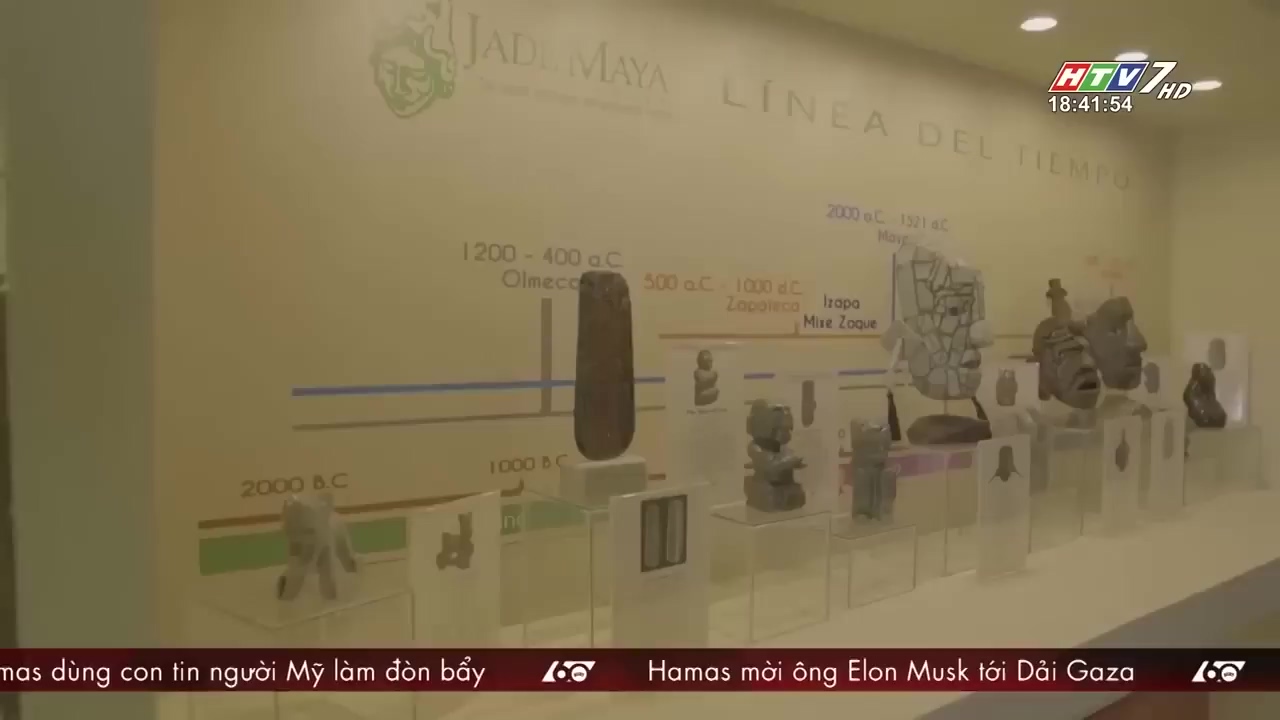 JADE MAYA
LÍNEA DEL TIEMPO
HTV7 HD
18:41:54
2000 a.C. - 1521 d.C.
1200 - 400 a.C.
Olmeca
500 a.C. - 1000 d.C.
Zapoteca
Izapa
Mixe Zoque
2000 B.C
1000 B.C
mas dùng con tin người Mỹ làm đòn bẩy
60
Hamas mời ông Elon Musk tới Dải Gaza
60